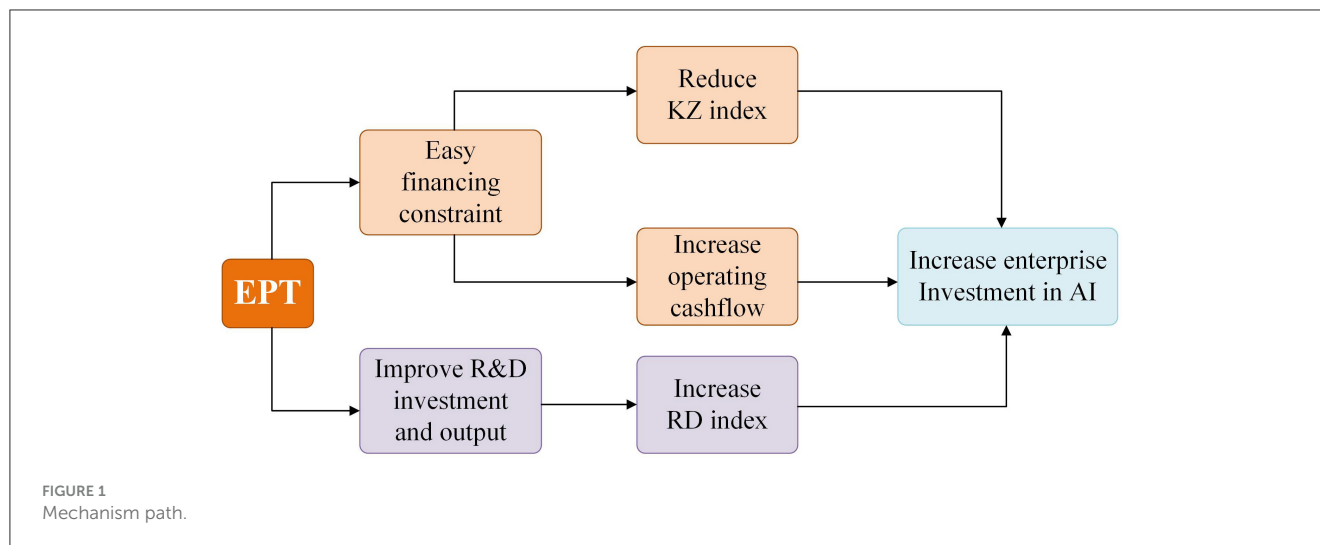 Reduce
KZ index
Easy
financing
constraint
Increase
operating
cashflow
Increase enterprise
Investment in AI
EPT
Improve R&D
investment
and output
Increase
RD index
FIGURE 1
Mechanism path.